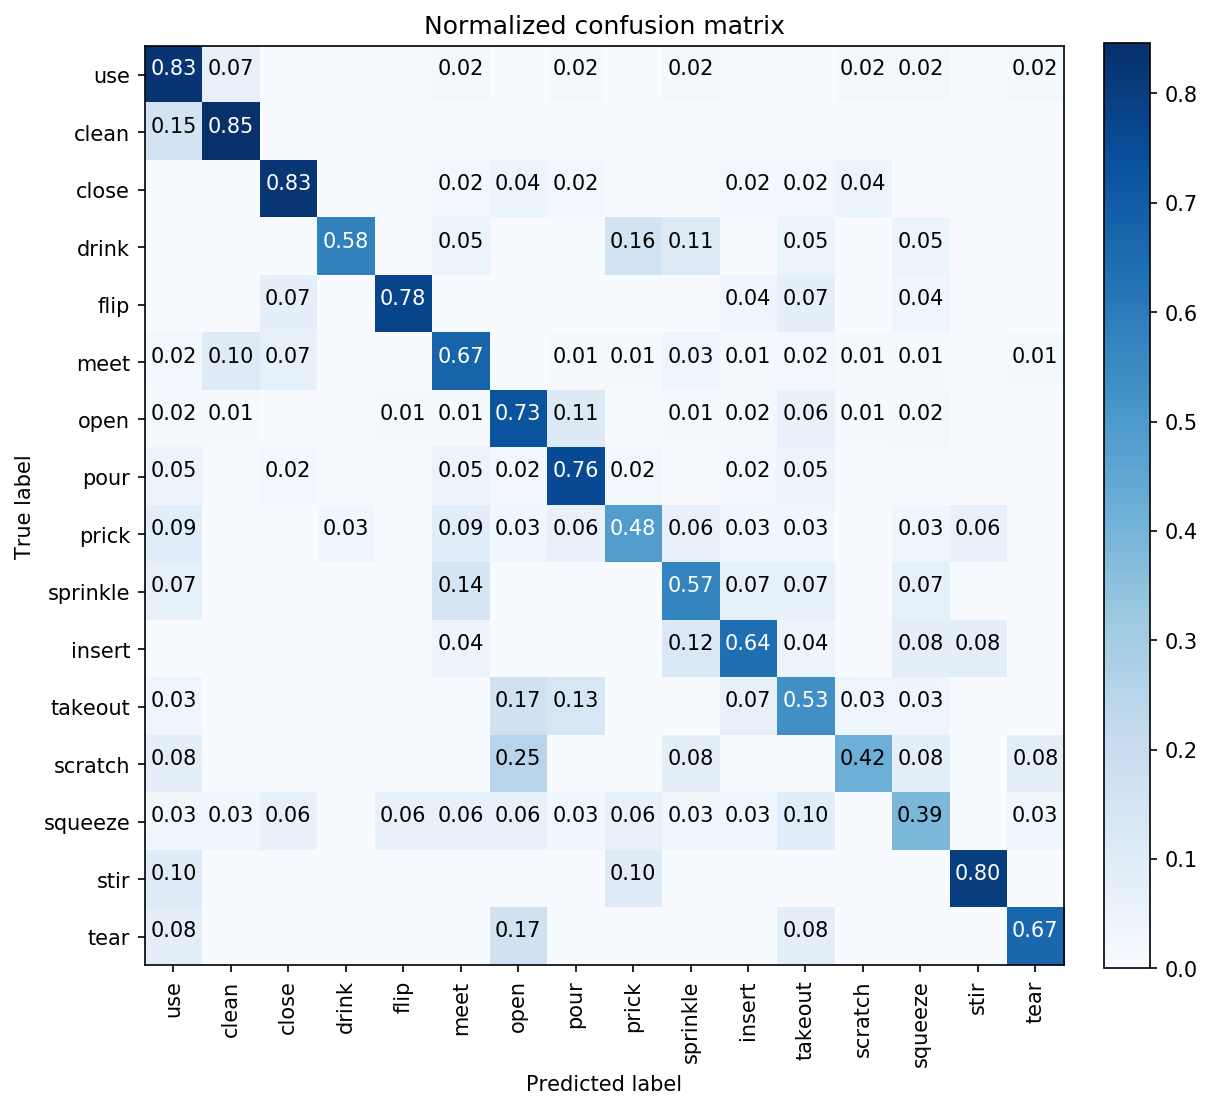 Normalized confusion matrix
use 0.83 0.07 0.02 0.02 0.02 0.02 0.02 0.02
clean 0.15 0.85
close 0.83 0.02 0.04 0.02 0.02 0.02 0.04
drink 0.58 0.05 0.16 0.11 0.05 0.05
flip 0.07 0.78 0.04 0.07 0.04
meet 0.02 0.10 0.07 0.67 0.01 0.01 0.03 0.01 0.02 0.01 0.01 0.01
open 0.02 0.01 0.01 0.01 0.73 0.11 0.01 0.02 0.06 0.01 0.02
pour 0.05 0.02 0.05 0.02 0.76 0.02 0.02 0.05
prick 0.09 0.03 0.09 0.03 0.06 0.48 0.06 0.03 0.03 0.03 0.06
sprinkle 0.07 0.14 0.57 0.07 0.07 0.07
insert 0.04 0.12 0.64 0.04 0.08 0.08
takeout 0.03 0.17 0.13 0.07 0.53 0.03 0.03
scratch 0.08 0.25 0.08 0.42 0.08 0.08
squeeze 0.03 0.03 0.06 0.06 0.06 0.06 0.03 0.06 0.03 0.03 0.10 0.39 0.03
stir 0.10 0.10 0.80
tear 0.08 0.17 0.08 0.67
True label
use clean close drink flip meet open pour prick sprinkle insert takeout scratch squeeze stir tear
Predicted label
0.8
0.7
0.6
0.5
0.4
0.3
0.2
0.1
0.0